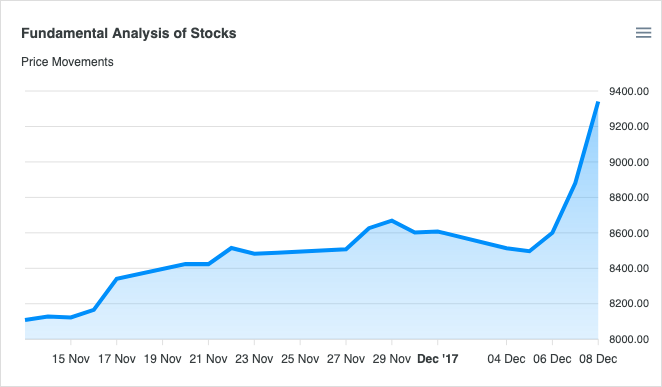 Fundamental Analysis of Stocks
Price Movements
9400.00
9200.00
9000.00
8800.00
8600.00
8400.00
8200.00
8000.00
15 Nov 17 Nov 19 Nov 21 Nov 23 Nov 25 Nov 27 Nov 29 Nov Dec '17 04 Dec 06 Dec 08 Dec